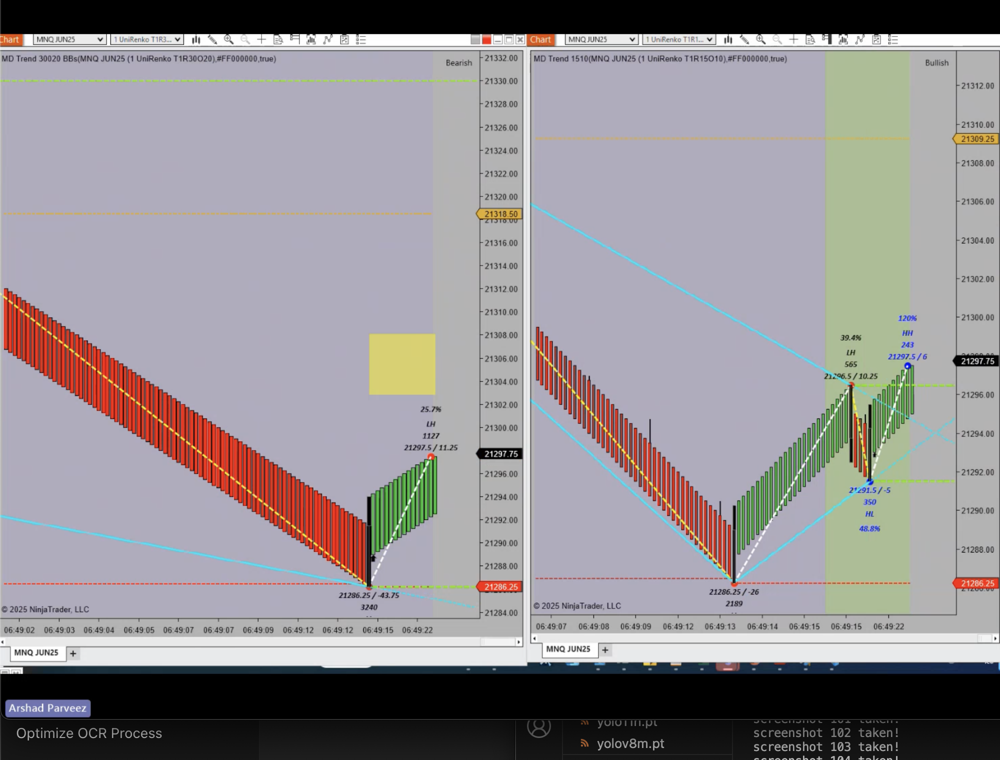 Chart
MNQ JUN25
1 UniRenko T1R3...
Chart
MNQ JUN25
1 UniRenko T1R1...
MD Trend 30020 BBs(MNQ JUN25 (1 UniRenko T1R30O20),#FF000000,true)
Bearish
21332.00
21330.00
21328.00
21326.00
21324.00
21322.00
21320.00
21318.50
21318.00
21316.00
21314.00
21312.00
21310.00
21308.00
21306.00
21304.00
21302.00
21300.00
21297.75
21296.00
21294.00
21292.00
21290.00
21288.00
21286.25
21284.00
25.7%
LH
1127
21297.5 / 11.25
21286.25 / -43.75
3240
© 2025 NinjaTrader, LLC
06:49:02 06:49:03 06:49:04 06:49:05 06:49:07 06:49:07 06:49:09 06:49:12 06:49:14 06:49:15 06:49:22
MNQ JUN25 +
MD Trend 1510(MNQ JUN25 (1 UniRenko T1R15O10),#FF000000,true)
Bullish
21312.00
21310.00
21309.25
21308.00
21306.00
21304.00
21302.00
21300.00
21297.75
21296.00
21294.00
21292.00
21290.00
21288.00
21286.25
120%
HH
243
21297.5 / 6
39.4%
LH
565
21296.5 / 10.25
21291.5 / -5
350
HL
48.8%
21286.25 / -26
2189
© 2025 NinjaTrader, LLC
06:49:07 06:49:08 06:49:09 06:49:12 06:49:13 06:49:14 06:49:15 06:49:15 06:49:22
MNQ JUN25 +
Arshad Parveez
Optimize OCR Process
yolo11n.pt
yolov8m.pt
screenshot 101 taken!
screenshot 102 taken!
screenshot 103 taken!
screenshot 104 taken!